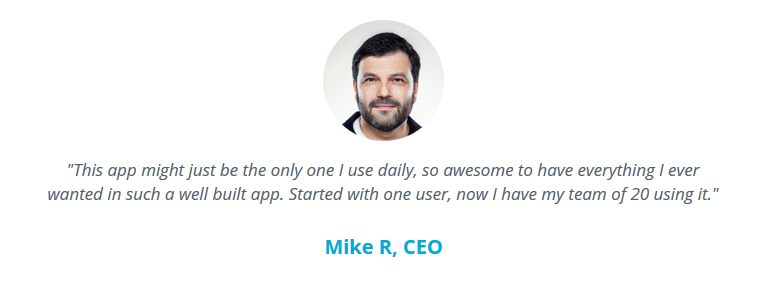 "This app might just be the only one I use daily, so awesome to have everything I ever
wanted in such a well built app. Started with one user, now I have my team of 20 using it."
Mike R, CEO